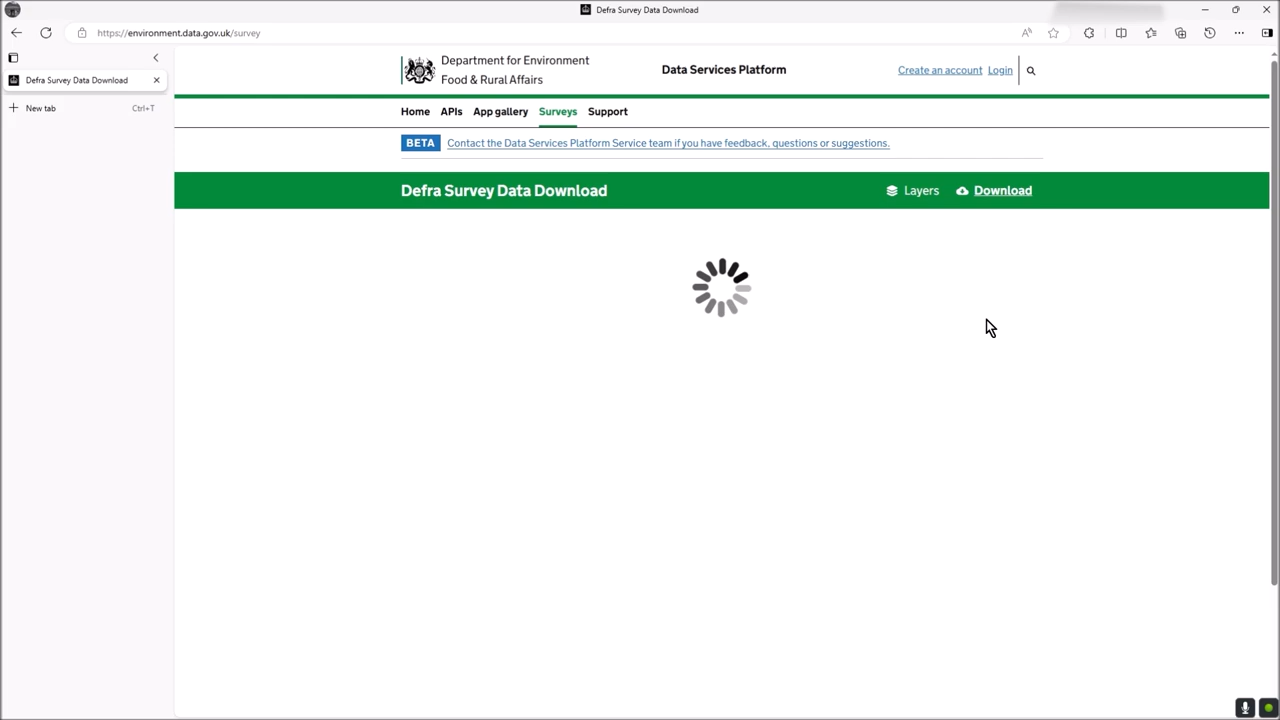 Defra Survey Data Download
https://environment.data.gov.uk/survey
Defra Survey Data Download
New tab
Ctrl+T
Department for Environment
Food & Rural Affairs
Data Services Platform
Create an account
Login
Home
APIs
App gallery
Surveys
Support
BETA
Contact the Data Services Platform Service team if you have feedback, questions or suggestions.
Defra Survey Data Download
Layers
Download